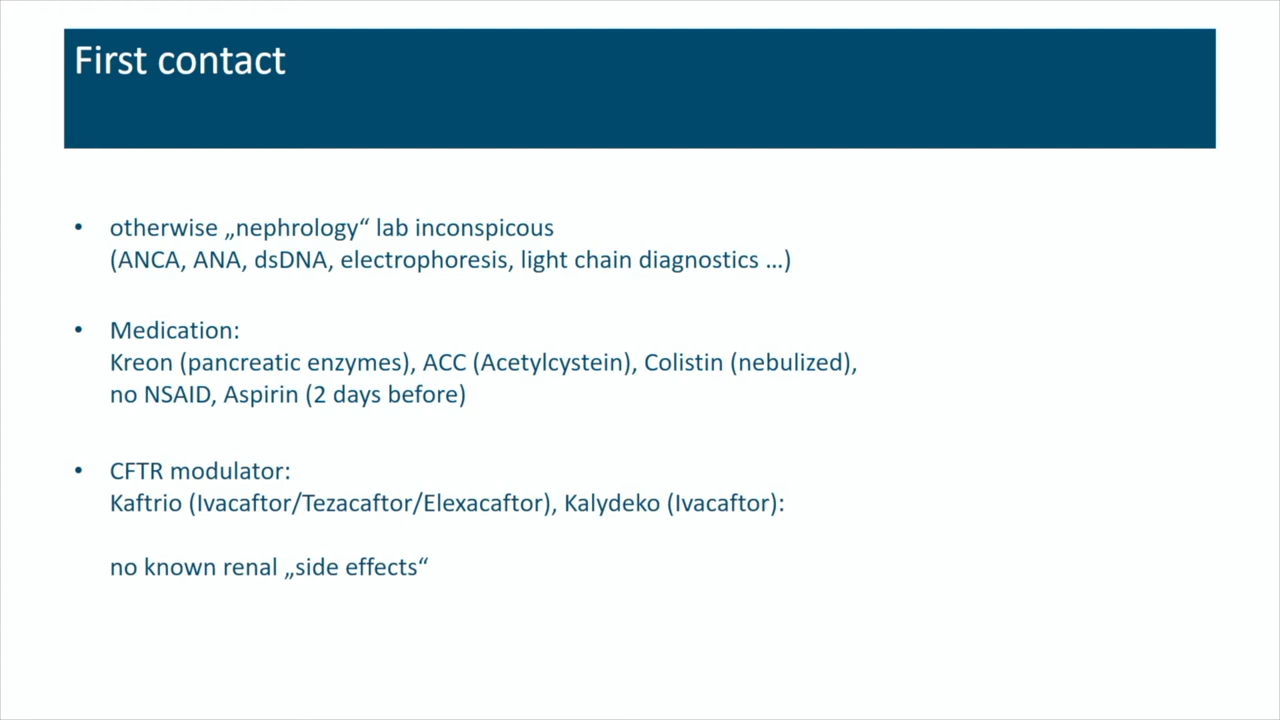 First contact
• otherwise „nephrology“ lab inconspicous
(ANCA, ANA, dsDNA, electrophoresis, light chain diagnostics ...)
• Medication:
Kreon (pancreatic enzymes), ACC (Acetylcystein), Colistin (nebulized),
no NSAID, Aspirin (2 days before)
• CFTR modulator:
Kaftrio (Ivacaftor/Tezacaftor/Elexacaftor), Kalydeko (Ivacaftor):
no known renal „side effects“